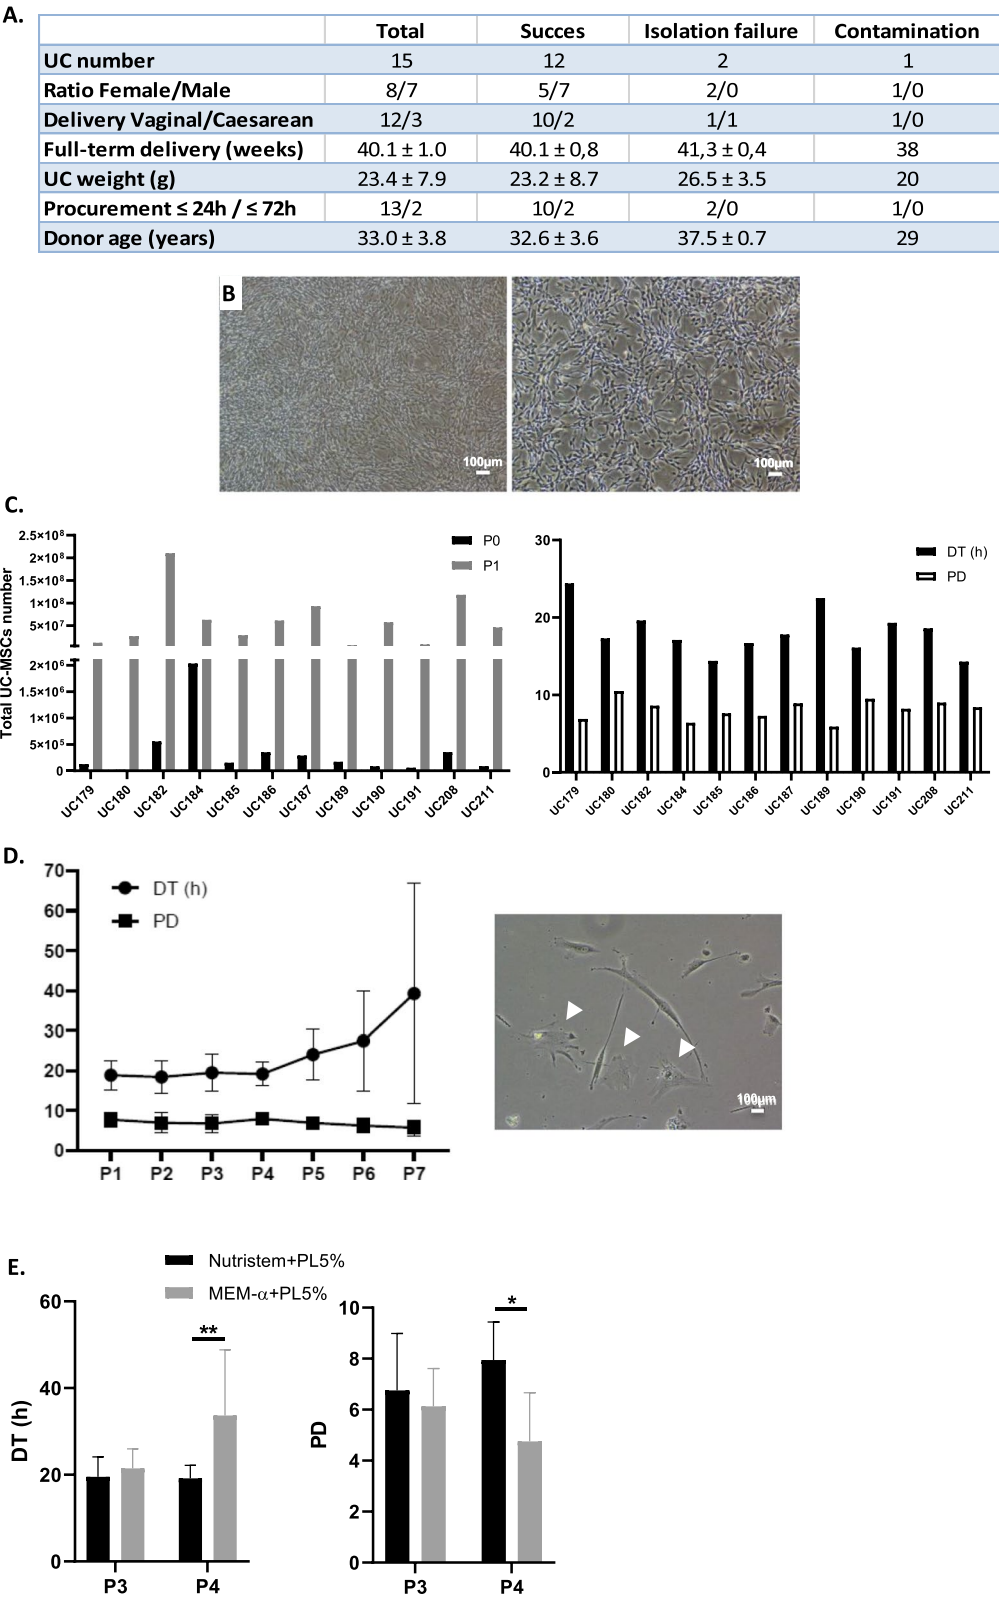 A.
Total Succes Isolation failure Contamination
UC number 15 12 2 1
Ratio Female/Male 8/7 5/7 2/0 1/0
Delivery Vaginal/Caesarean 12/3 10/2 1/1 1/0
Full-term delivery (weeks) 40.1 ± 1.0 40.1 ± 0,8 41,3 ± 0,4 38
UC weight (g) 23.4 ± 7.9 23.2 ± 8.7 26.5 ± 3.5 20
Procurement ≤ 24h / ≤ 72h 13/2 10/2 2/0 1/0
Donor age (years) 33.0 ± 3.8 32.6 ± 3.6 37.5 ± 0.7 29
B
100µm
100µm
C.
Total UC-MSCs number
2.5×10⁸
2×10⁸
1.5×10⁸
1×10⁸
5×10⁷
2×10⁶
1.5×10⁶
1×10⁶
5×10⁵
0
P0
P1
UC179 UC180 UC182 UC184 UC185 UC186 UC187 UC189 UC190 UC191 UC208 UC211
30
20
10
0
DT (h)
PD
UC179 UC180 UC182 UC184 UC185 UC186 UC187 UC189 UC190 UC191 UC208 UC211
D.
70
60
50
40
30
20
10
0
DT (h)
PD
P1 P2 P3 P4 P5 P6 P7
100µm
E.
Nutristem+PL5%
MEM-α+PL5%
DT (h)
60
40
20
0
**
P3 P4
PD
10
8
6
4
2
0
*
P3 P4